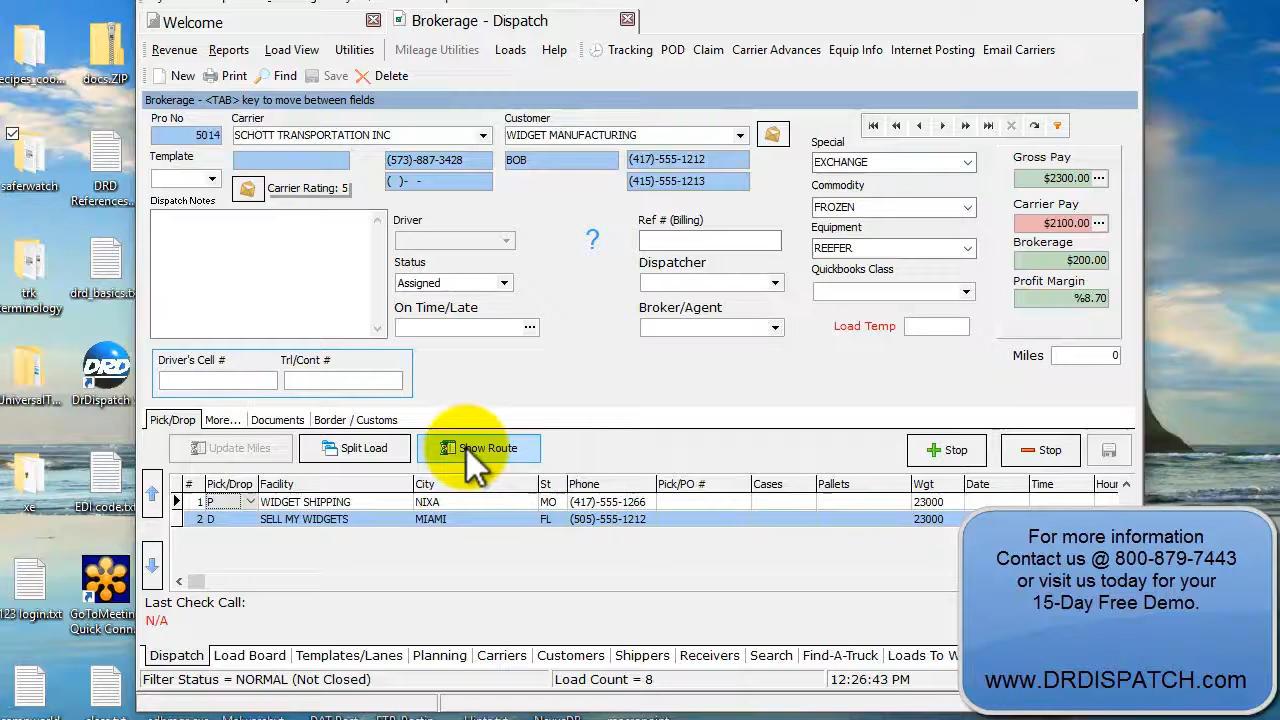 Welcome
Brokerage - Dispatch
Revenue Reports Load View Utilities Mileage Utilities Loads Help Tracking POD Claim Carrier Advances Equip Info Internet Posting Email Carriers
New Print Find Save Delete
Brokerage - <TAB> key to move between fields
Pro No Carrier Customer
5014 SCHOTT TRANSPORTATION INC WIDGET MANUFACTURING
Special
Template (573)-887-3428 BOB (417)-555-1212
EXCHANGE
( )- - (415)-555-1213
Carrier Rating: 5
Commodity
FROZEN
Dispatch Notes
Driver
Ref # (Billing)
Equipment
REEFER
Status
Assigned
Dispatcher
Quickbooks Class
On Time/Late
Broker/Agent
Load Temp
Gross Pay
$2300.00
Carrier Pay
$2100.00
Brokerage
$200.00
Profit Margin
%8.70
Miles 0
Driver's Cell # Trl/Cont #
Pick/Drop More... Documents Border / Customs
Update Miles Split Load Show Route Stop Stop
# Pick/Drop Facility City St Phone Pick/PO # Cases Pallets Wgt Date Time
1 P WIDGET SHIPPING NIXA MO (417)-555-1266 23000
2 D SELL MY WIDGETS MIAMI FL (505)-555-1212 23000
Last Check Call:
N/A
Dispatch Load Board Templates/Lanes Planning Carriers Customers Shippers Receivers Search Find-A-Truck Loads To W
Filter Status = NORMAL (Not Closed) Load Count = 8 12:26:43 PM
For more information
Contact us @ 800-879-7443
or visit us today for your
15-Day Free Demo.
www.DRDISPATCH.com
docs.ZIP
saferwatch
DRD
References...
trk
drd_basics.tx
DRD
UniversalT...
DrDispatch
xe
EDI code.txt
123 login.txt
GoToMeetin
Quick Conn...